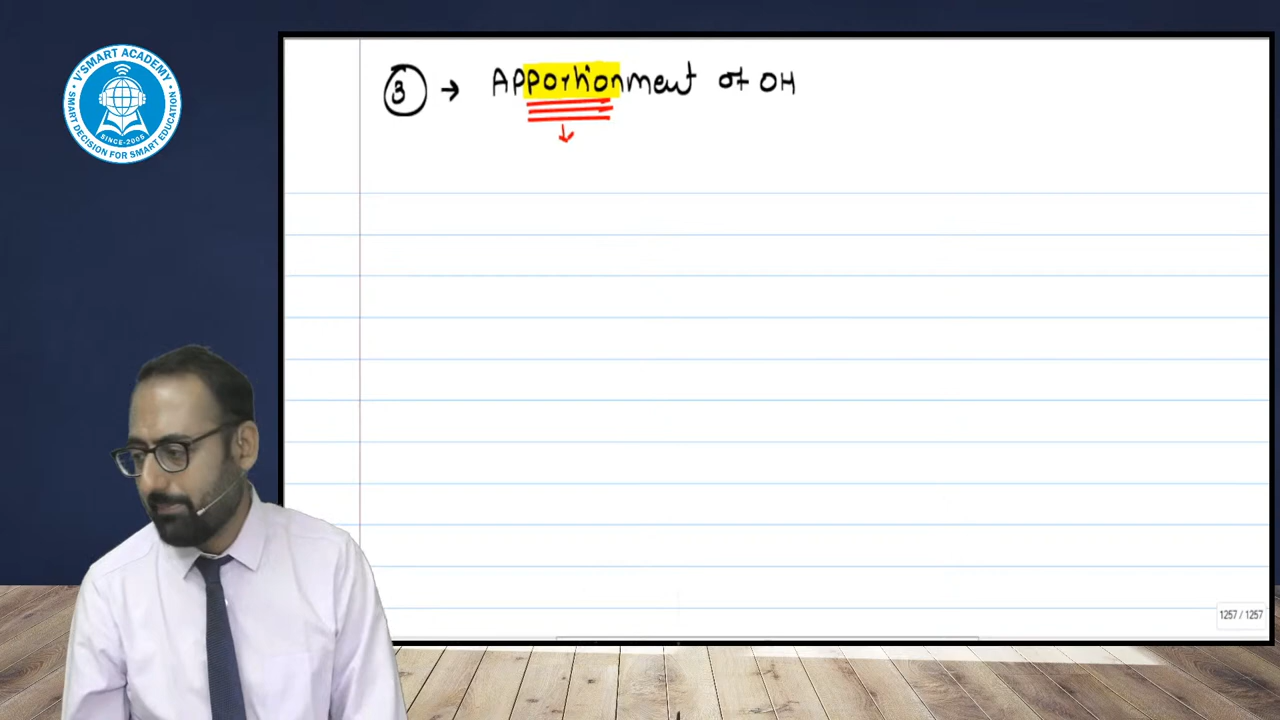 V'SMART ACADEMY
SMART DECISION FOR SMART EDUCATION
SINCE-2005
3 → Apportionment of OH
1257 / 1257